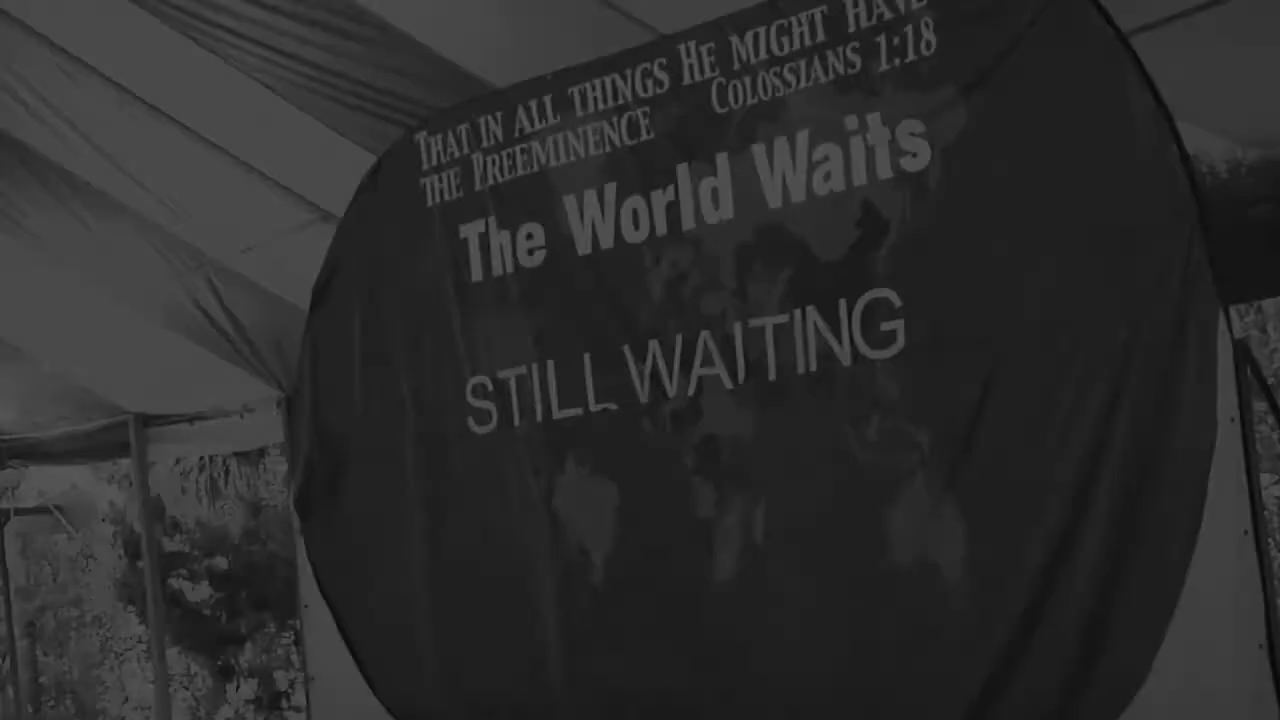 THAT IN ALL THINGS HE MIGHT HAVE
THE PREEMINENCE COLOSSIANS 1:18
The World Waits
STILL WAITING